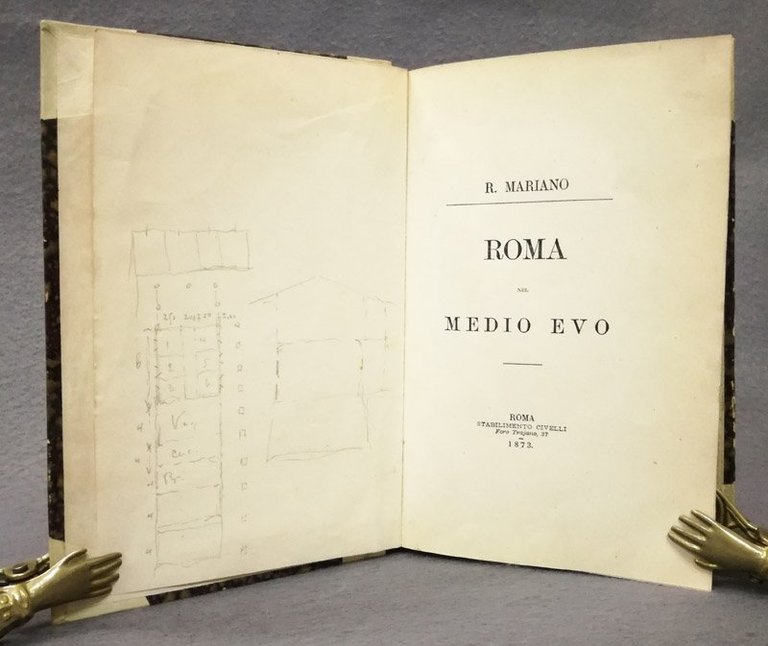 R. MARIANO
ROMA
NEL
MEDIO EVO
ROMA
STABILIMENTO CIVELLI
Foro Trajano, 37
1873.